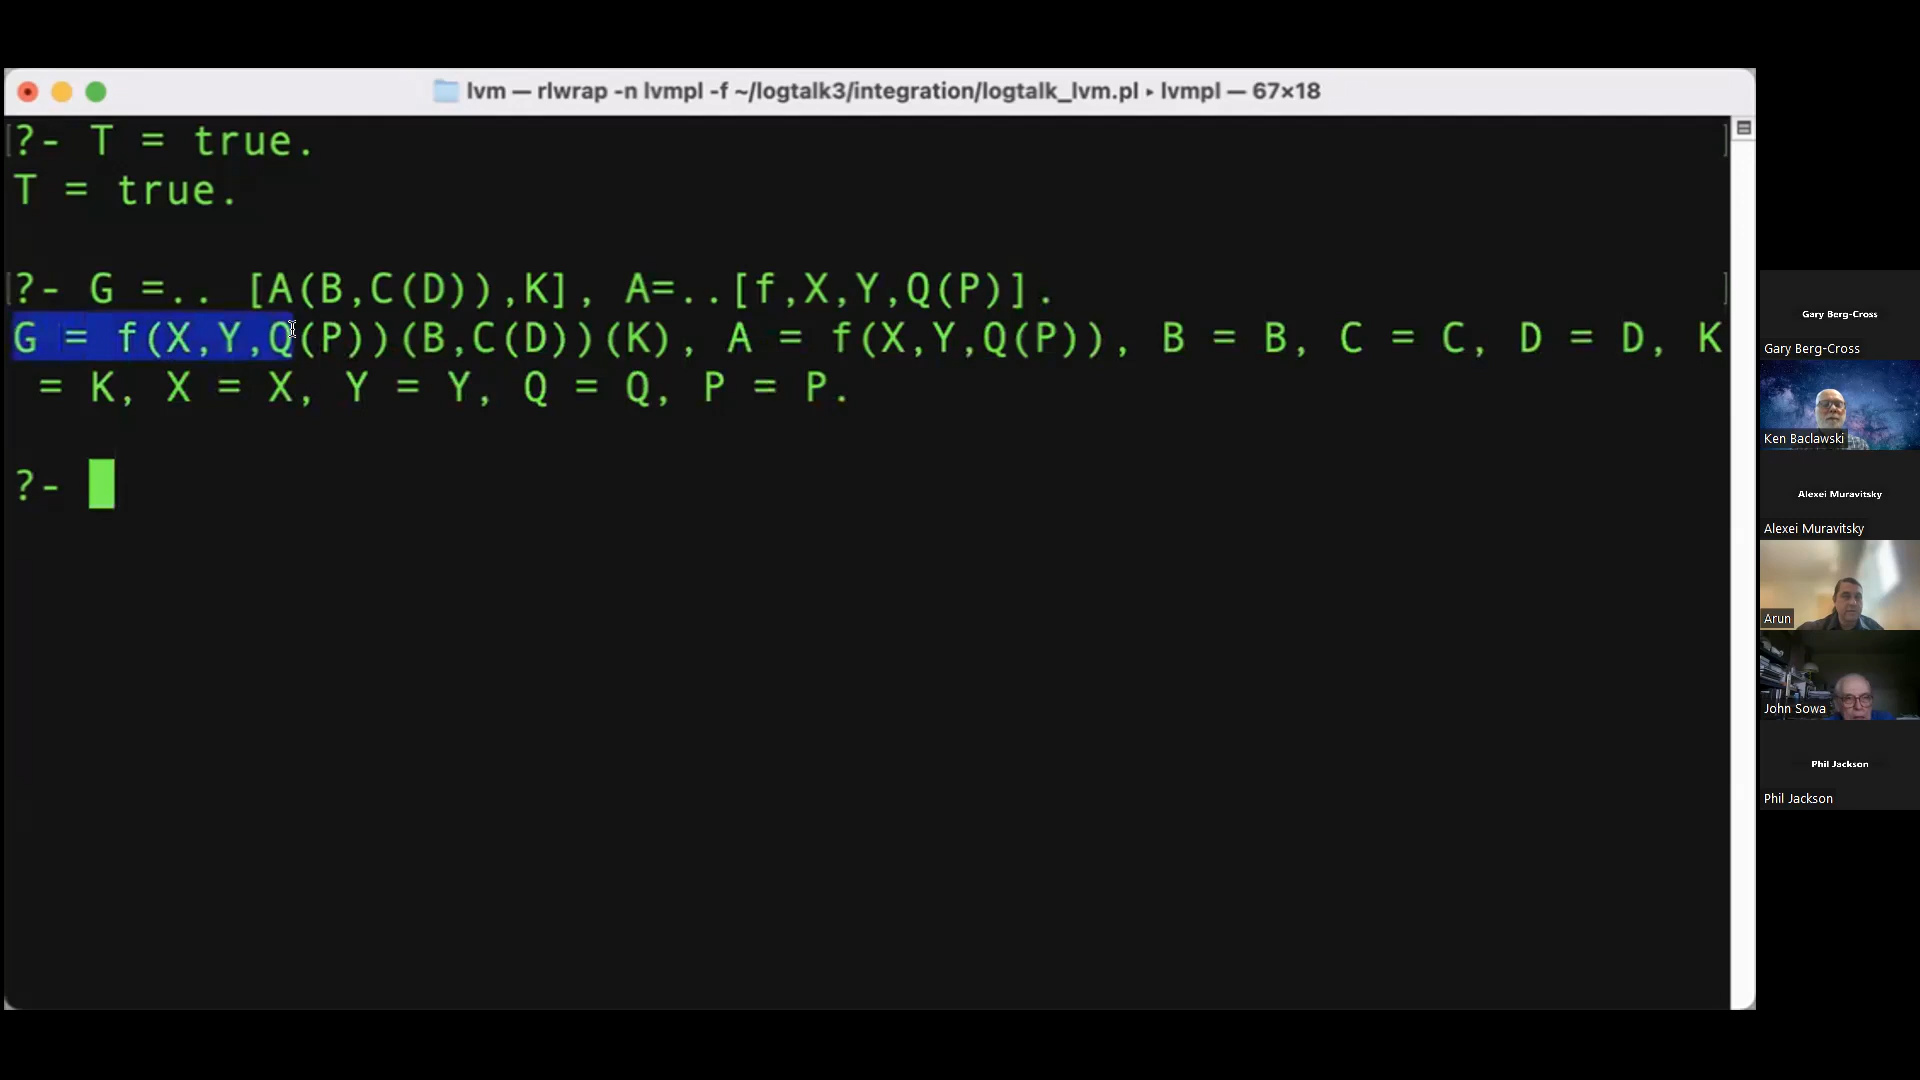 lvm — rlwrap -n lvmpl -f ~/logtalk3/integration/logtalk_lvm.pl ▸ lvmpl — 67×18
[?- T = true. ]
T = true.
[?- G =.. [A(B,C(D)),K], A=..[f,X,Y,Q(P)]. ]
G = f(X,Y,Q(P))(B,C(D))(K), A = f(X,Y,Q(P)), B = B, C = C, D = D, K
= K, X = X, Y = Y, Q = Q, P = P.
?-
Gary Berg-Cross
Gary Berg-Cross
Ken Baclawski
Alexei Muravitsky
Alexei Muravitsky
Arun
John Sowa
Phil Jackson
Phil Jackson